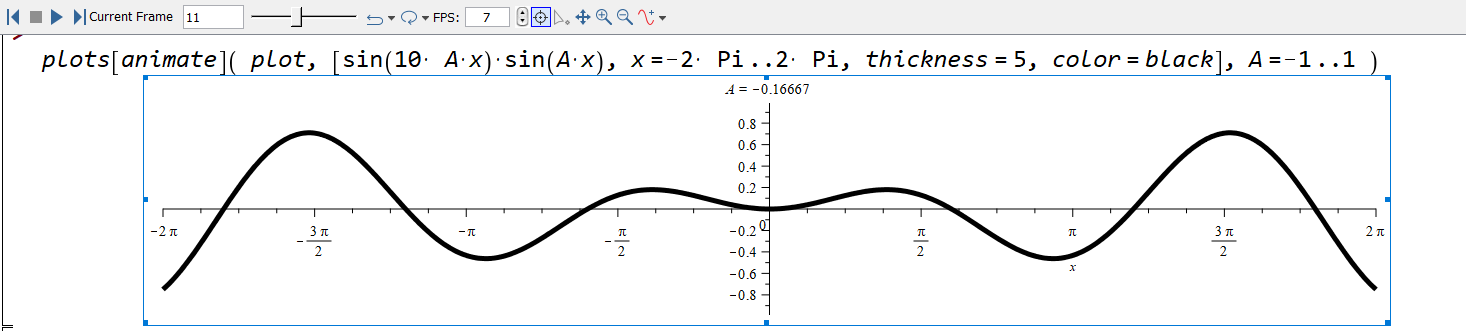 Current Frame 11 FPS: 7
plots[animate]( plot, [sin(10· A·x)·sin(A·x), x=-2· Pi..2· Pi, thickness=5, color=black], A=-1..1 )
A = −0.16667
0.8
0.6
0.4
0.2
0
−0.2
−0.4
−0.6
−0.8
−2 π − 3 π / 2 −π − π / 2 π / 2 π 3 π / 2 2 π
x